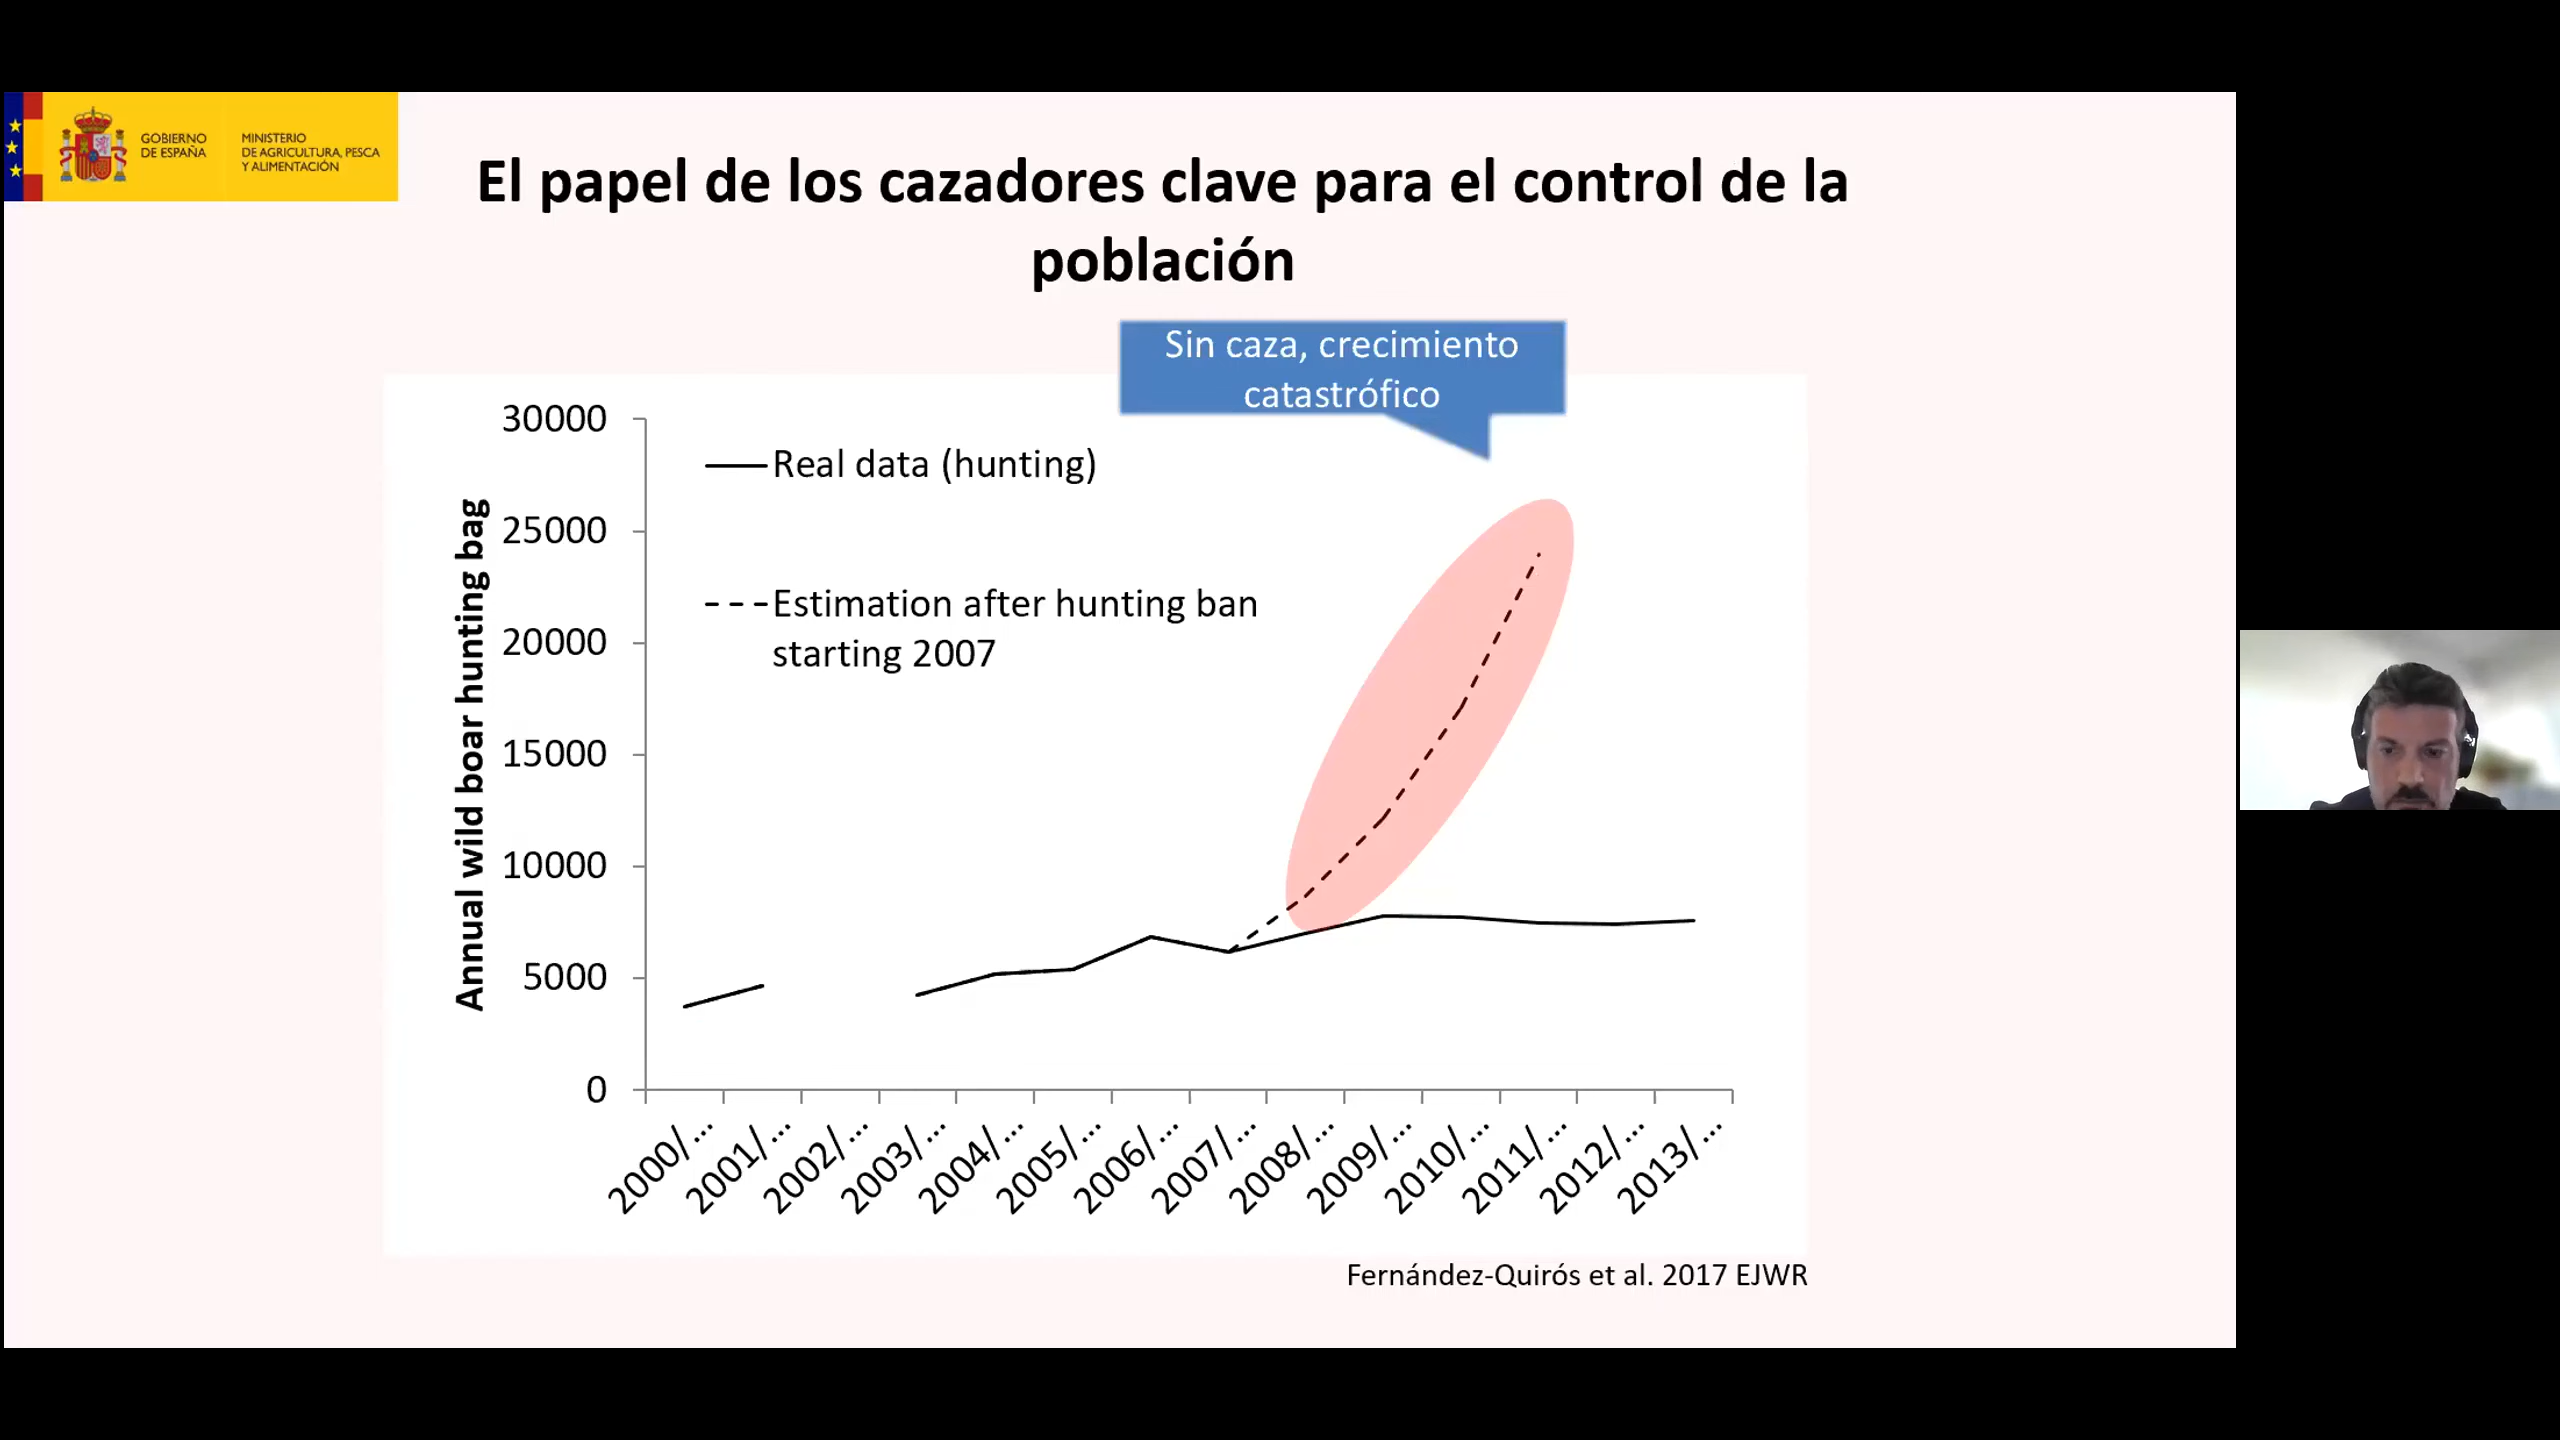 GOBIERNO
DE ESPAÑA
MINISTERIO
DE AGRICULTURA, PESCA
Y ALIMENTACIÓN
El papel de los cazadores clave para el control de la
población
Sin caza, crecimiento
catastrófico
30000
25000
20000
15000
10000
5000
0
Annual wild boar hunting bag
Real data (hunting)
Estimation after hunting ban
starting 2007
2000/...
2001/...
2002/...
2003/...
2004/...
2005/...
2006/...
2007/...
2008/...
2009/...
2010/...
2011/...
2012/...
2013/...
Fernández-Quirós et al. 2017 EJWR